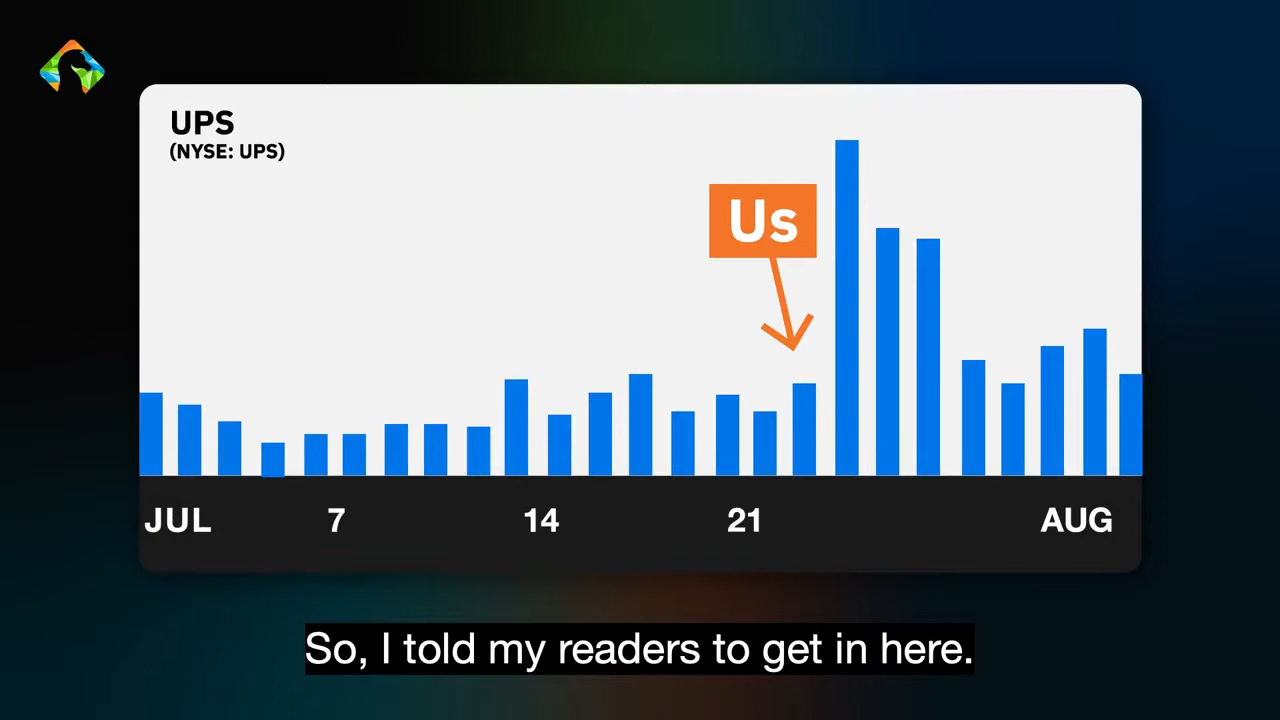 UPS
(NYSE: UPS)
Us
JUL 7 14 21 AUG
So, I told my readers to get in here.